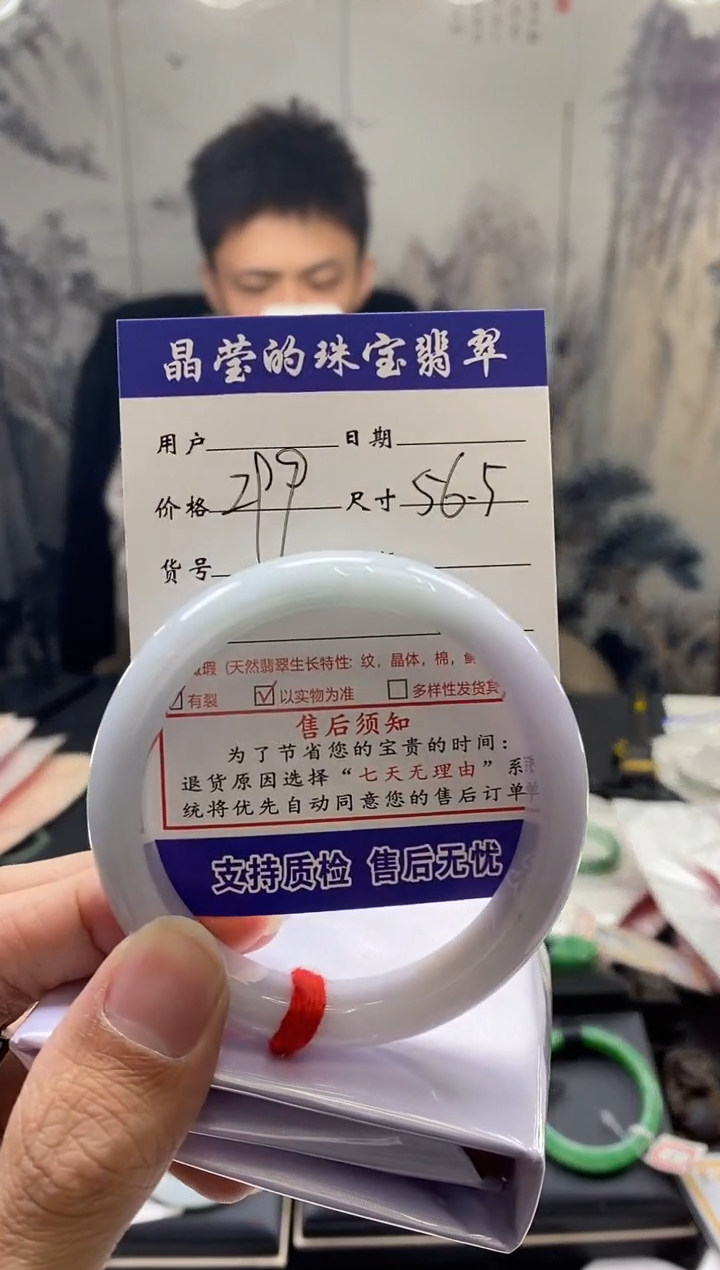 晶莹的珠宝翡翠
用户 日期
价格 299 尺寸 56.5
货号
瑕 (天然翡翠生长特性: 纹, 晶体, 棉,
有裂 ☑ 以实物为准 ☐ 多样性发货
售后须知
为了节省您的宝贵的时间:
退货原因选择“七天无理由”系
统将优先自动同意您的售后订单
支持质检 售后无忧